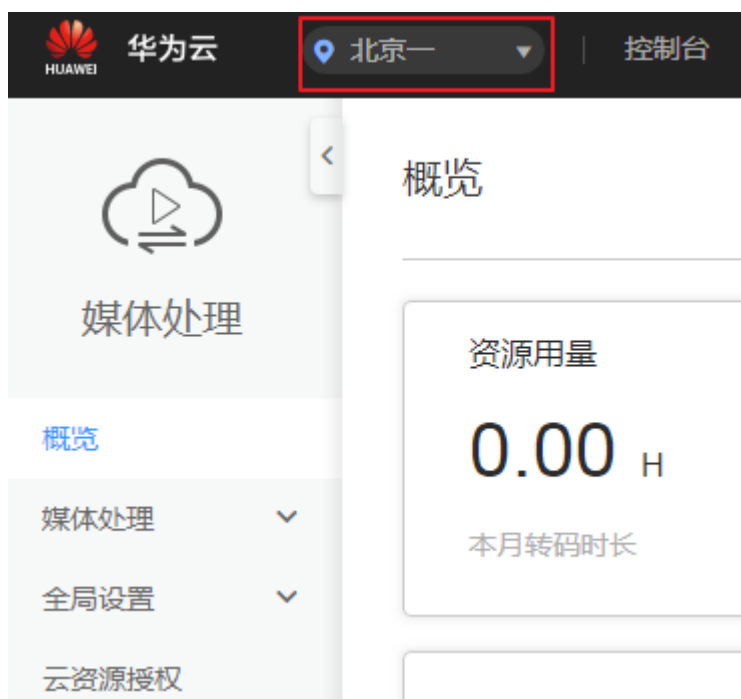 HUAWEI 华为云 北京一 控制台
概览
媒体处理
资源用量
0.00 H
本月转码时长
概览
媒体处理
全局设置
云资源授权